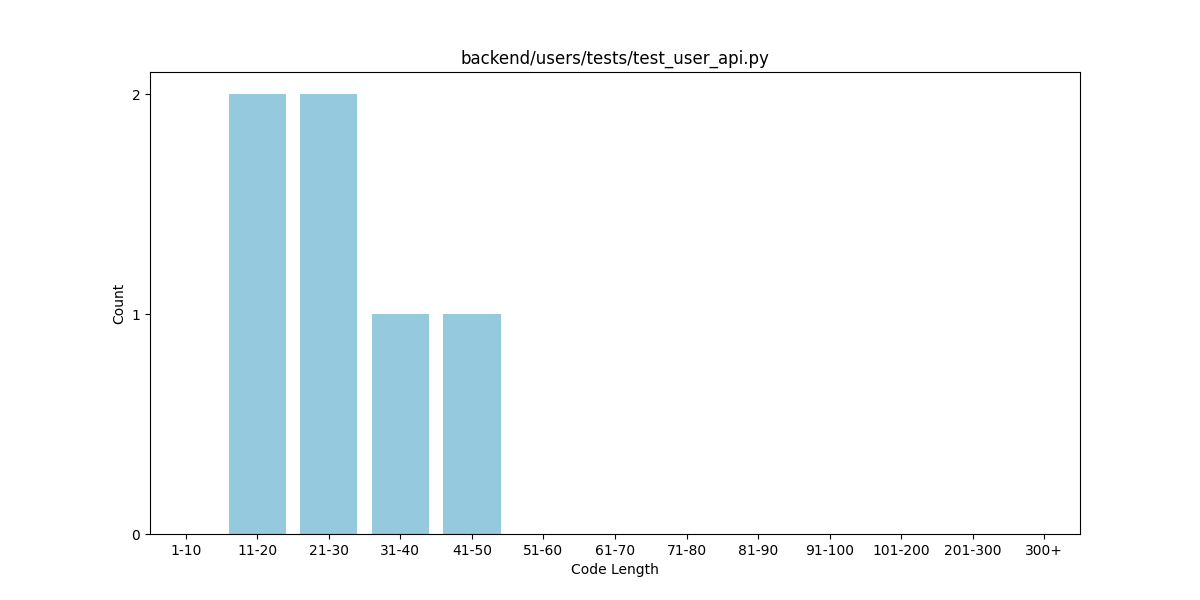 backend/users/tests/test_user_api.py
Count
2
1
0
1-10 11-20 21-30 31-40 41-50 51-60 61-70 71-80 81-90 91-100 101-200 201-300 300+
Code Length